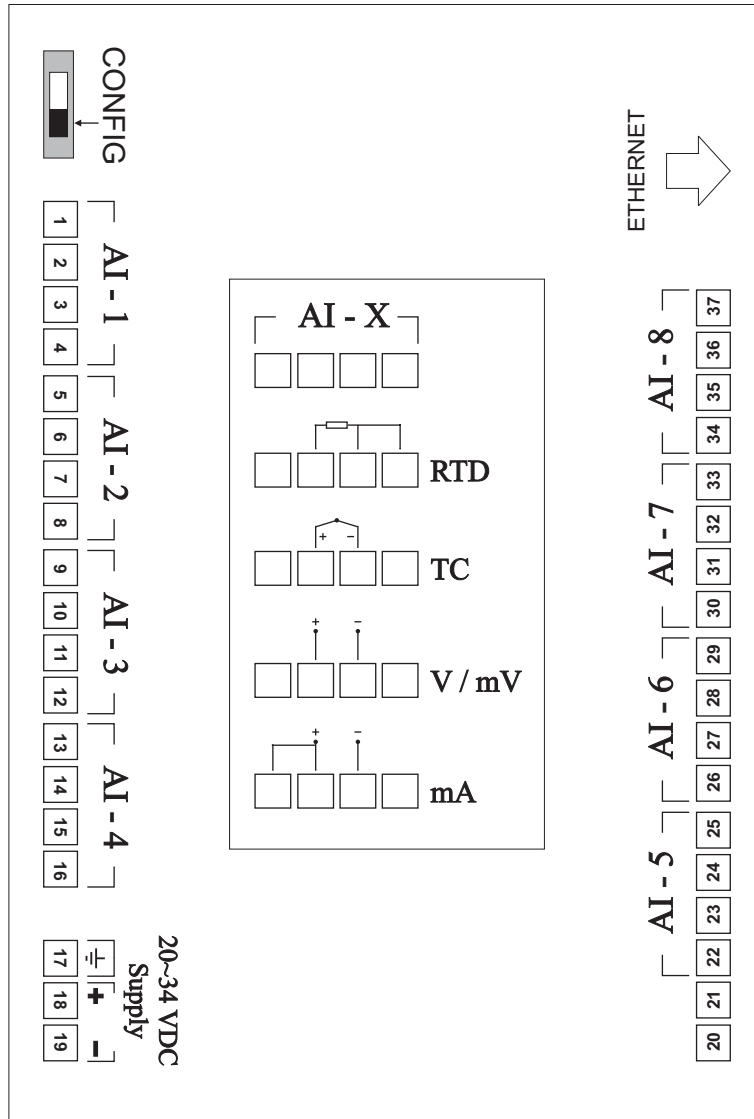 CONFIG
ETHERNET
1
2
3
4
AI - 1
5
6
7
8
AI - 2
9
10
11
12
AI - 3
13
14
15
16
AI - 4
17
18
19
+
−
20~34 VDC
Supply
AI - X
RTD
+ −
TC
+ −
V / mV
+ −
mA
37
36
35
34
AI - 8
33
32
31
30
AI - 7
29
28
27
26
AI - 6
25
24
23
22
AI - 5
21
20